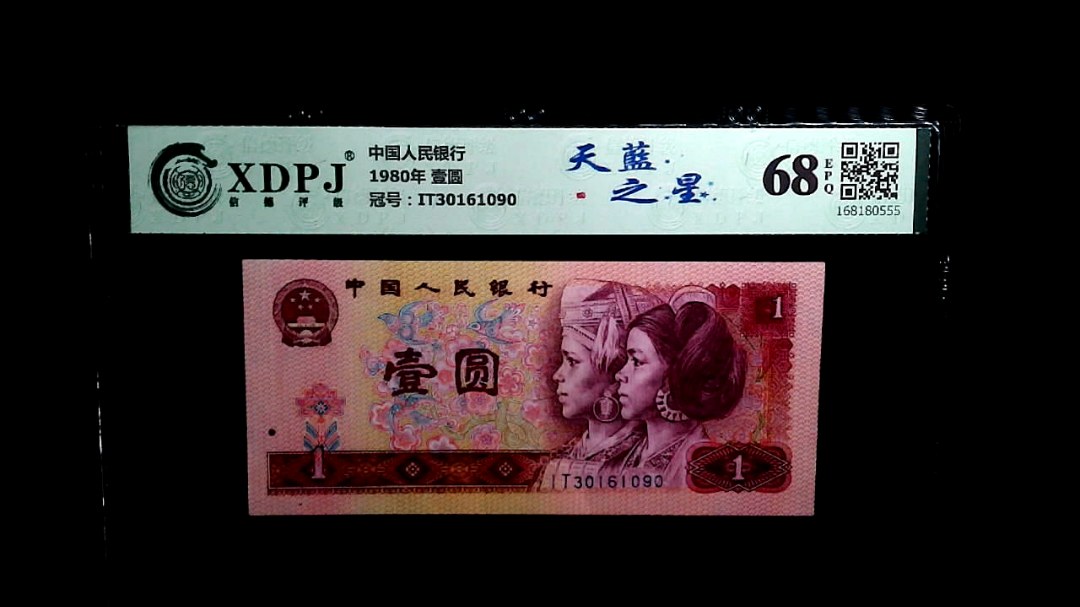 XDPJ®
信德评级
中国人民银行
1980年 壹圆
冠号：IT30161090
天藍
之星
68
EPQ
168180555
中国人民银行
1
壹圆
1
1
IT30161090